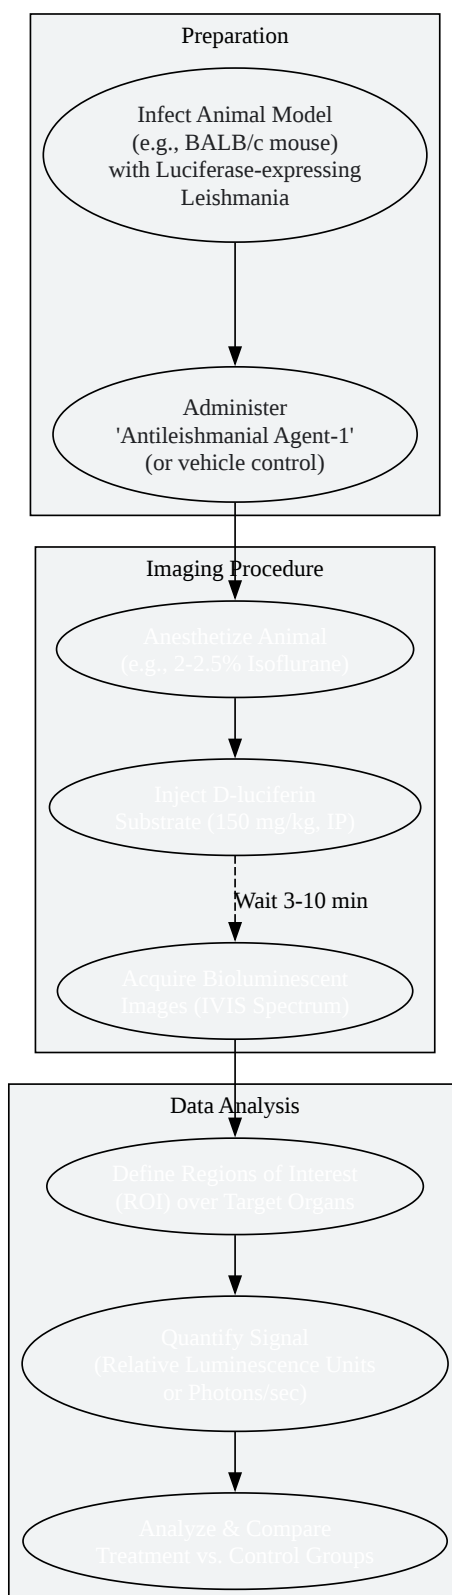 Preparation
Infect Animal Model
(e.g., BALB/c mouse)
with Luciferase-expressing
Leishmania
Administer
'Antileishmanial Agent-1'
(or vehicle control)
Imaging Procedure
Anesthetize Animal
(e.g., 2-2.5% Isoflurane)
Inject D-luciferin
Substrate (150 mg/kg, IP)
Wait 3-10 min
Acquire Bioluminescent
Images (IVIS Spectrum)
Data Analysis
Define Regions of Interest
(ROI) over Target Organs
Quantify Signal
(Relative Luminescence Units
or Photons/sec)
Analyze & Compare
Treatment vs. Control Groups